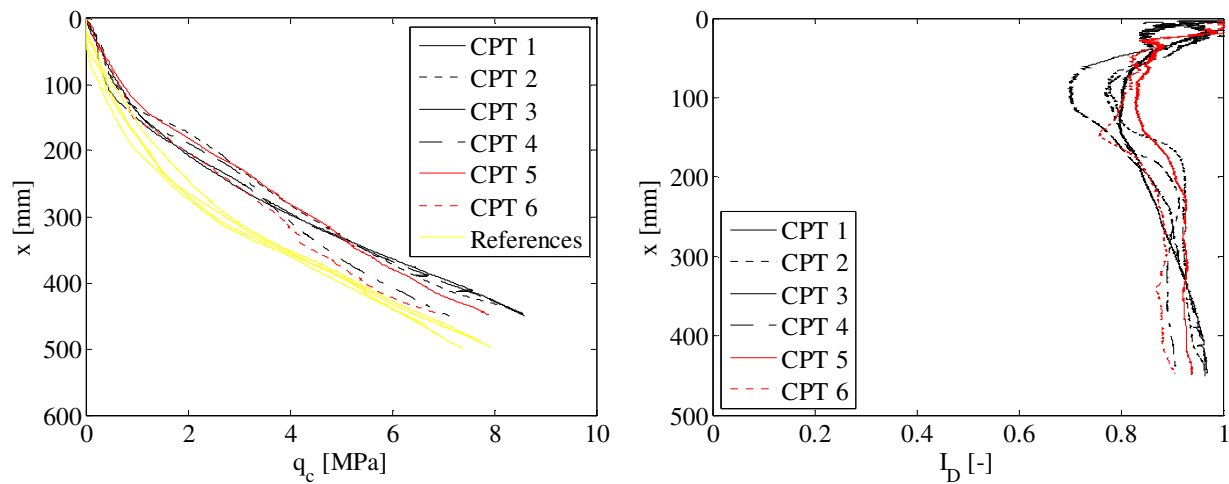 0
100
200
300
400
500
600
x [mm]
0
2
4
6
8
10
q_c [MPa]
CPT 1
CPT 2
CPT 3
CPT 4
CPT 5
CPT 6
References
0
100
200
300
400
500
x [mm]
0
0.2
0.4
0.6
0.8
1
I_D [-]
CPT 1
CPT 2
CPT 3
CPT 4
CPT 5
CPT 6